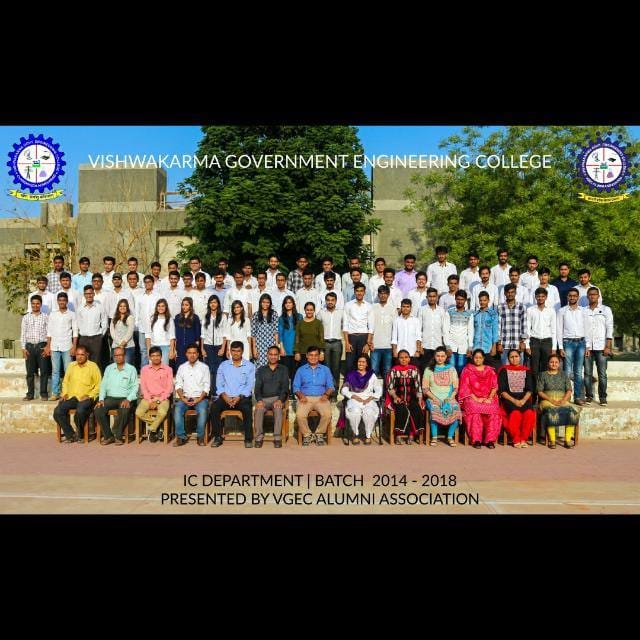 VISHWAKARMA GOVERNMENT ENGINEERING COLLEGE
IC DEPARTMENT | BATCH 2014 - 2018
PRESENTED BY VGEC ALUMNI ASSOCIATION